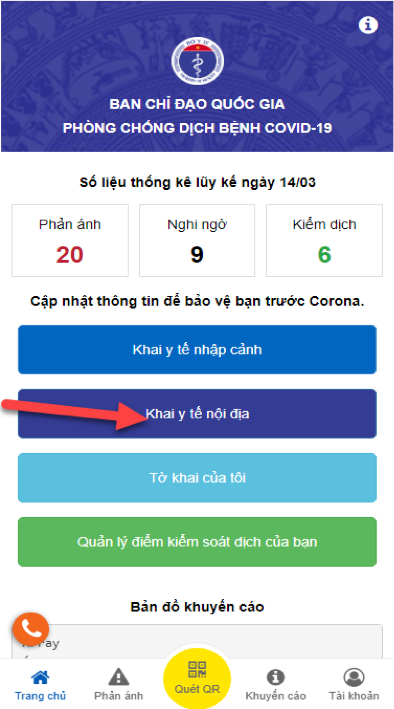 BAN CHỈ ĐẠO QUỐC GIA
PHÒNG CHỐNG DỊCH BỆNH COVID-19
Số liệu thống kê lũy kế ngày 14/03
Phản ánh
Nghi ngờ
Kiểm dịch
20
9
6
Cập nhật thông tin để bảo vệ bạn trước Corona.
Khai y tế nhập cảnh
Khai y tế nội địa
Tờ khai của tôi
Quản lý điểm kiểm soát dịch của bạn
Bản đồ khuyến cáo
Trang chủ
Phản ánh
Quét QR
Khuyến cáo
Tài khoản